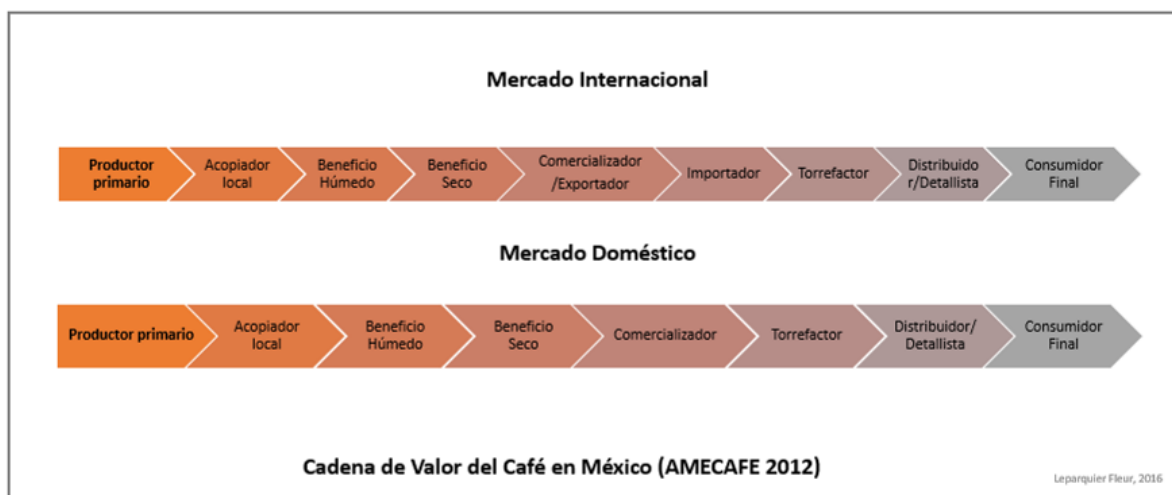 Mercado Internacional
Productor
primario
Acopiador
local
Beneficio
Húmedo
Beneficio
Seco
Comercializador
/Exportador
Importador
Torrefactor
Distribuido
r/Detallista
Consumidor
Final
Mercado Doméstico
Productor primario
Acopiador
local
Beneficio
Húmedo
Beneficio
Seco
Comercializador
Torrefactor
Distribuidor/
Detallista
Consumidor
Final
Cadena de Valor del Café en México (AMECAFE 2012)
Leparquier Fleur, 2016